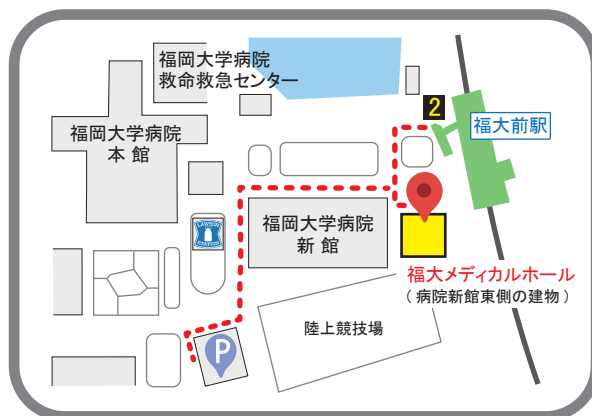 福岡大学病院
救命救急センター
2
福大前駅
福岡大学病院
本館
LAWSON
福岡大学病院
新館
福大メディカルホール
（病院新館東側の建物）
陸上競技場
P